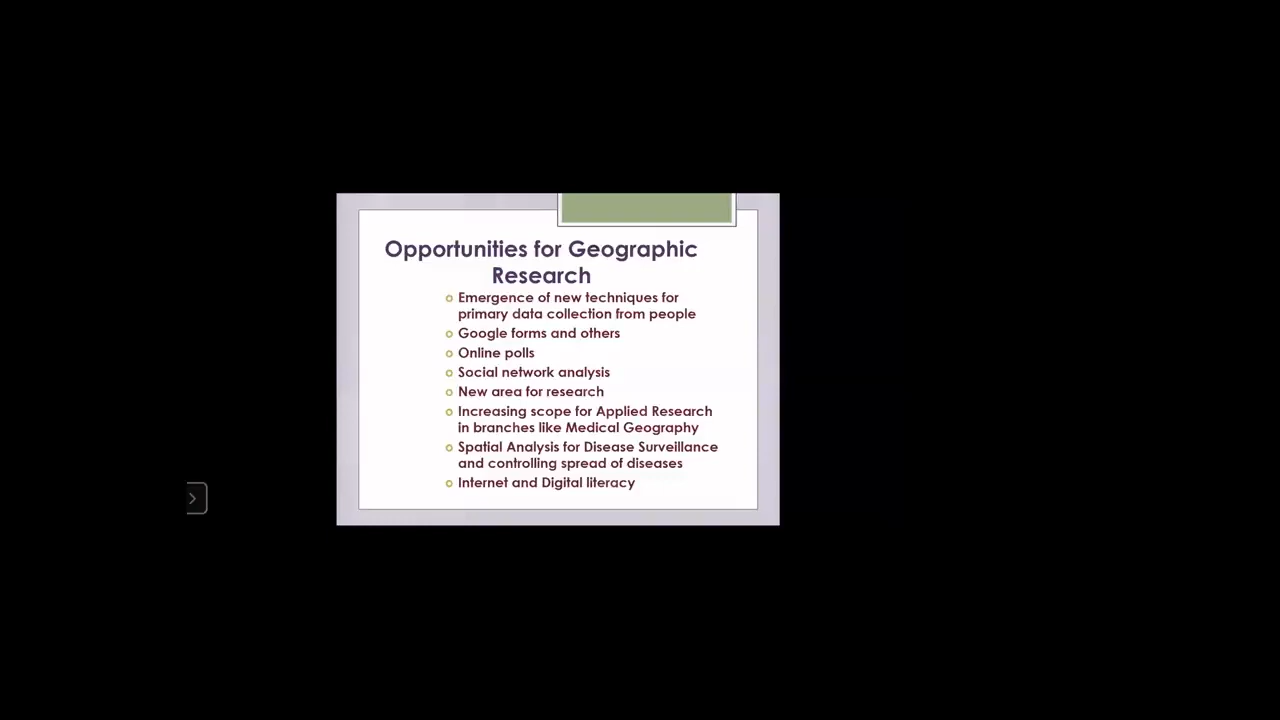 Opportunities for Geographic
Research
Emergence of new techniques for
primary data collection from people
Google forms and others
Online polls
Social network analysis
New area for research
Increasing scope for Applied Research
in branches like Medical Geography
Spatial Analysis for Disease Surveillance
and controlling spread of diseases
Internet and Digital literacy